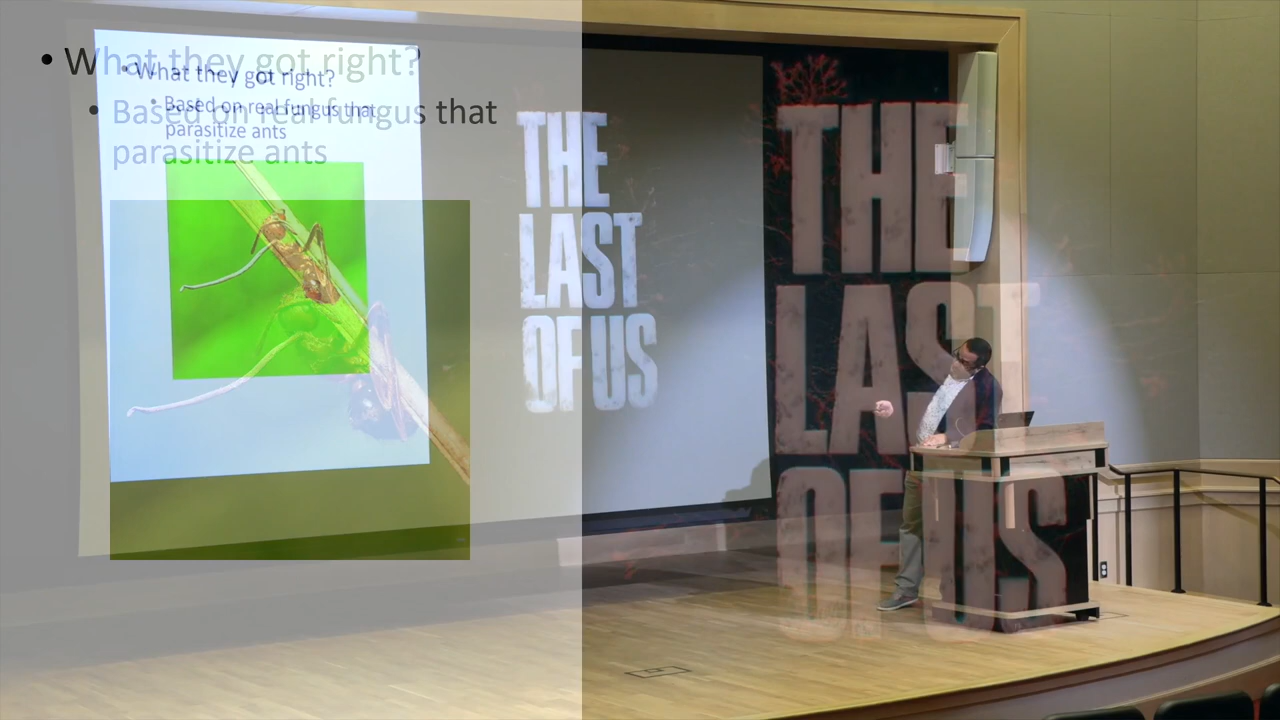 • What they got right?
• Based on real fungus that
parasitize ants
• What they got right?
• Based on real fungus that
parasitize ants
THE
LAST
OF US
THE
LAST
OF US